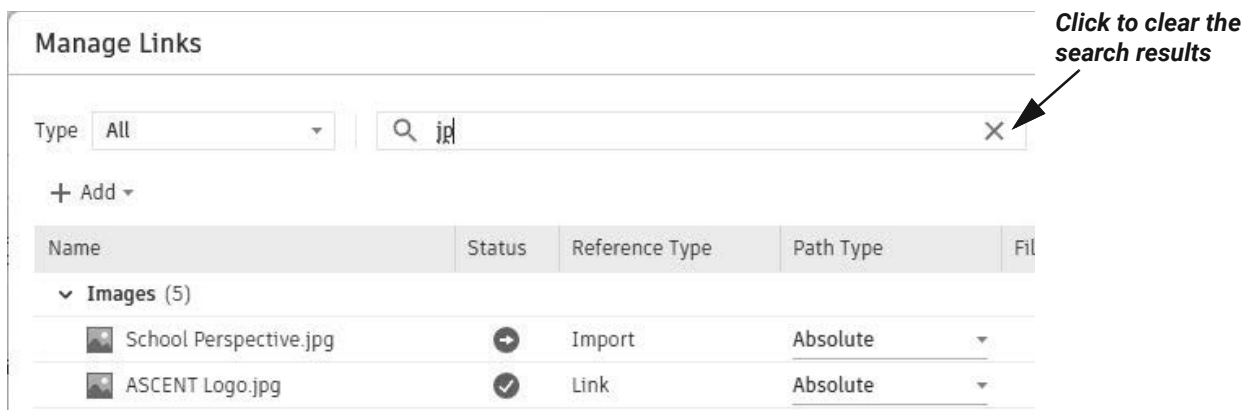 Manage Links
Click to clear the
search results
Type All jp
Add
Name Status Reference Type Path Type Fil
Images (5)
School Perspective.jpg Import Absolute
ASCENT Logo.jpg Link Absolute